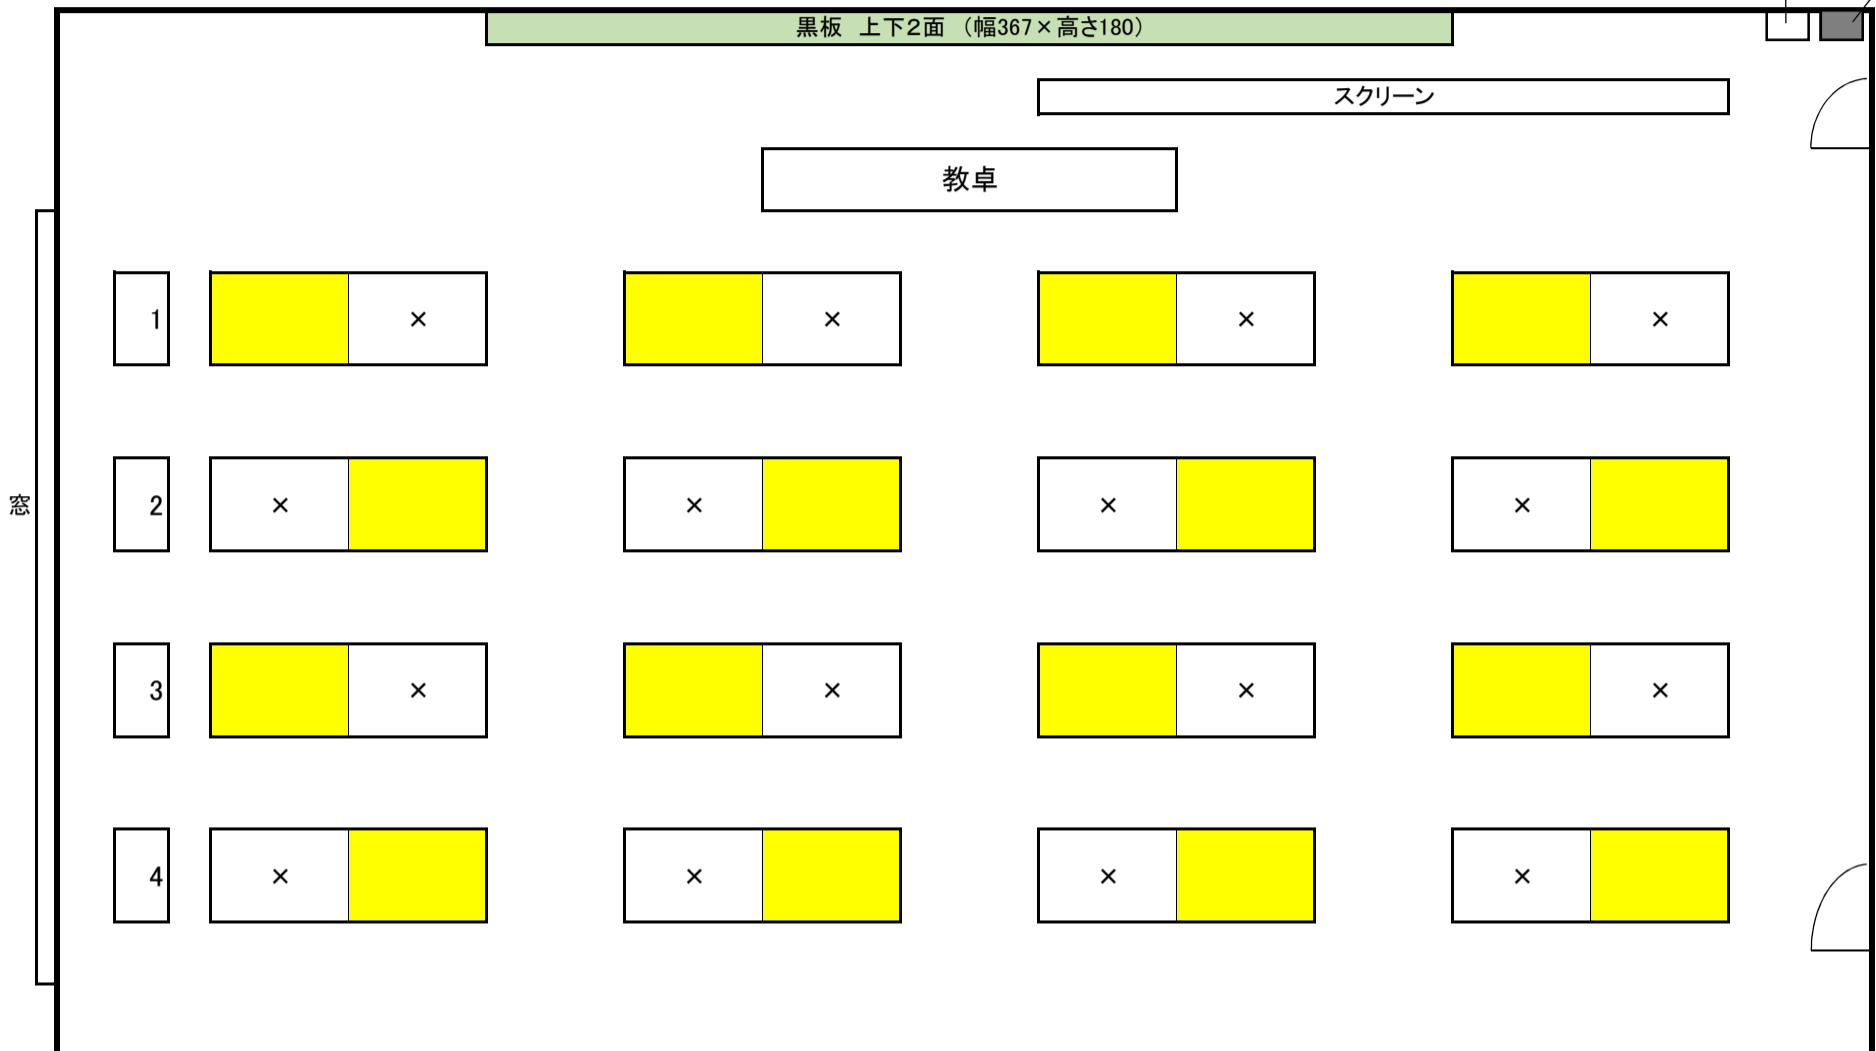 黒板　上下２面　（幅367×高さ180）
スクリーン
教卓
1 × × × ×
窓
2 × × × ×
3 × × × ×
4 × × × ×